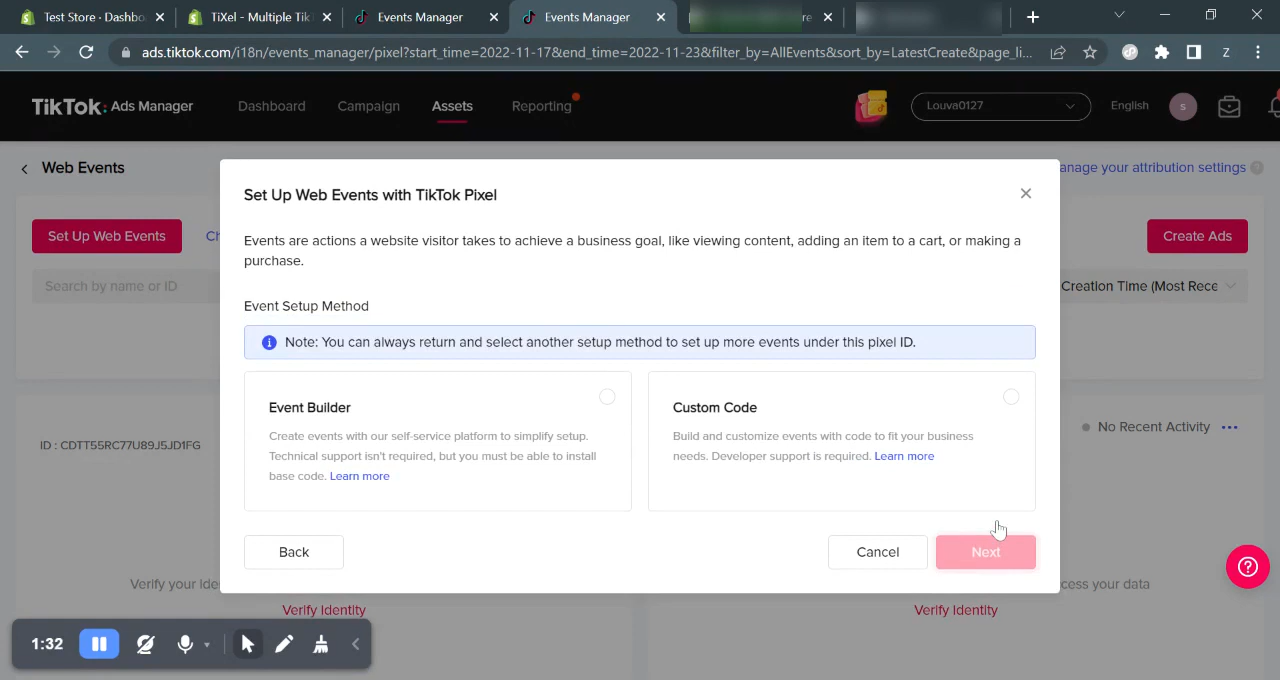 Test Store · Dashbo
TiXel - Multiple Tik
Events Manager
Events Manager
re
ads.tiktok.com/i18n/events_manager/pixel?start_time=2022-11-17&end_time=2022-11-23&filter_by=AllEvents&sort_by=LatestCreate&page_li...
Z
TikTok: Ads Manager
Dashboard
Campaign
Assets
Reporting
Louva0127
English
S
Web Events
anage your attribution settings
Set Up Web Events
Ch
Create Ads
Search by name or ID
Creation Time (Most Rece
Set Up Web Events with TikTok Pixel
Events are actions a website visitor takes to achieve a business goal, like viewing content, adding an item to a cart, or making a
purchase.
Event Setup Method
Note: You can always return and select another setup method to set up more events under this pixel ID.
Event Builder
Create events with our self-service platform to simplify setup.
Technical support isn't required, but you must be able to install
base code. Learn more
Custom Code
Build and customize events with code to fit your business
needs. Developer support is required. Learn more
ID : CDTT55RC77U89J5JD1FG
No Recent Activity
Back
Cancel
Next
Verify your Ide
cess your data
Verify Identity
Verify Identity
1:32